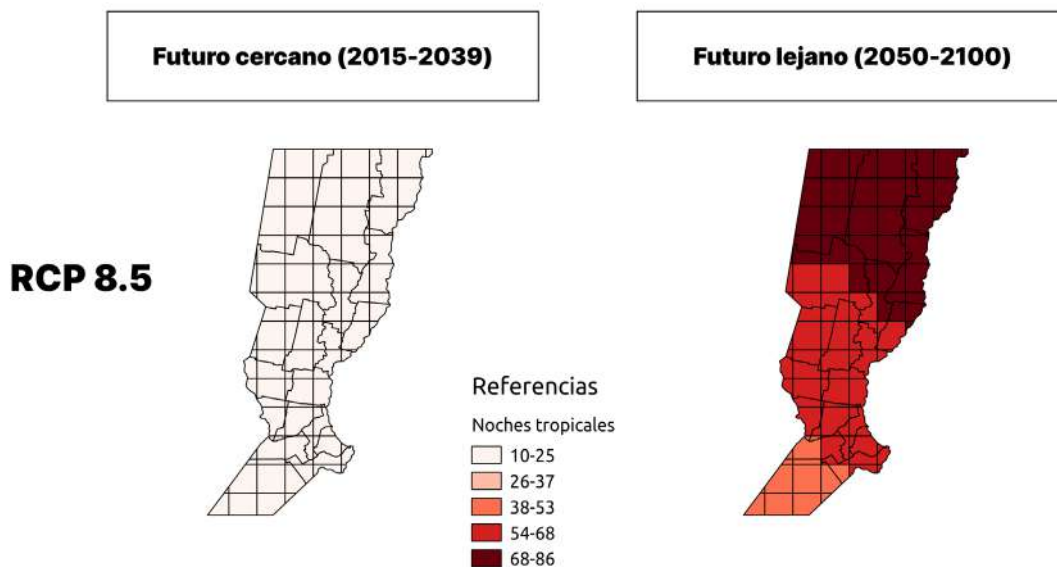 Futuro cercano (2015-2039)
Futuro lejano (2050-2100)
RCP 8.5
Referencias
Noches tropicales
10-25
26-37
38-53
54-68
68-86